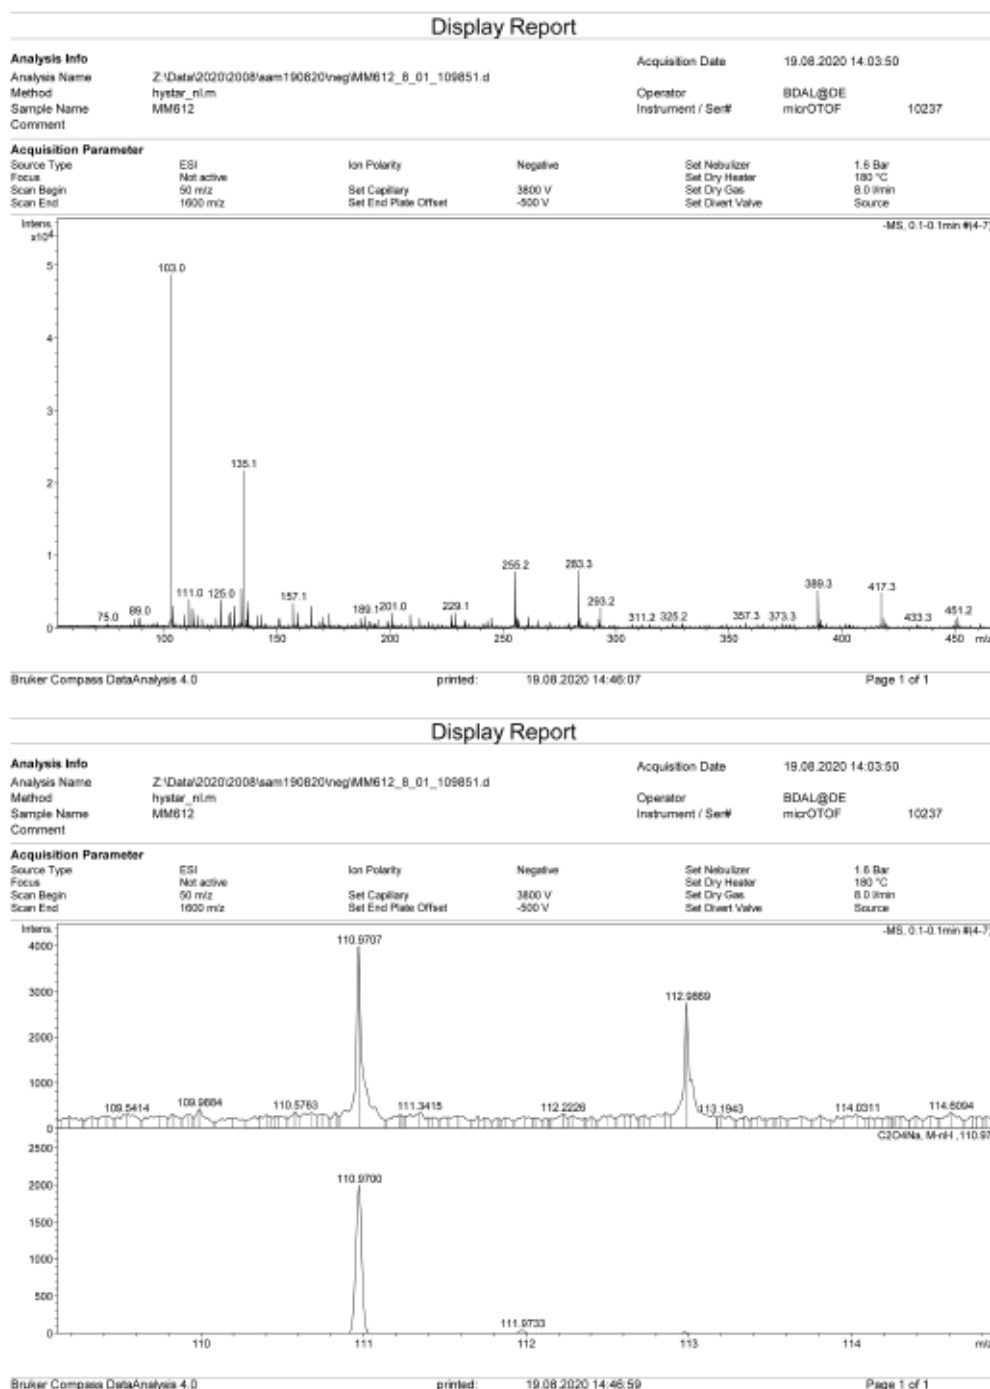 Display Report
Analysis Info Acquisition Date 19.08.2020 14:03:50
Analysis Name Z:\Data\2020\2008\sam190820\neg\MM612_8_01_109851.d
Method hystar_nl.m Operator BDAL@DE
Sample Name MM612 Instrument / Ser# micrOTOF 10237
Comment
Acquisition Parameter
Source Type ESI Ion Polarity Negative Set Nebulizer 1.6 Bar
Focus Not active Set Dry Heater 180 °C
Scan Begin 50 m/z Set Capillary 3800 V Set Dry Gas 8.0 l/min
Scan End 1600 m/z Set End Plate Offset -500 V Set Divert Valve Source
Intens. -MS, 0.1-0.1min #(4-7)
x10⁴
5
103.0
4
3
135.1
2
1
255.2 283.3
75.0 89.0 111.0 125.0 157.1 189.1 201.0 229.1 293.2 311.2 325.2 357.3 373.3 389.3 417.3 433.3 451.2
0
100 150 200 250 300 350 400 450 m/z
Bruker Compass DataAnalysis 4.0 printed: 19.08.2020 14:46:07 Page 1 of 1
Display Report
Analysis Info Acquisition Date 19.08.2020 14:03:50
Analysis Name Z:\Data\2020\2008\sam190820\neg\MM612_8_01_109851.d
Method hystar_nl.m Operator BDAL@DE
Sample Name MM612 Instrument / Ser# micrOTOF 10237
Comment
Acquisition Parameter
Source Type ESI Ion Polarity Negative Set Nebulizer 1.6 Bar
Focus Not active Set Dry Heater 180 °C
Scan Begin 50 m/z Set Capillary 3800 V Set Dry Gas 8.0 l/min
Scan End 1600 m/z Set End Plate Offset -500 V Set Divert Valve Source
Intens. -MS, 0.1-0.1min #(4-7)
4000
110.9707
3000
112.9869
2000
1000
109.5414 109.9884 110.5763 111.3415 112.2226 113.1943 114.0311 114.6094
0
C2O4Na, M-nH, 110.97
2500
110.9700
2000
1500
1000
500
111.9733
0
110 111 112 113 114 m/z
Bruker Compass DataAnalysis 4.0 printed: 19.08.2020 14:46:59 Page 1 of 1